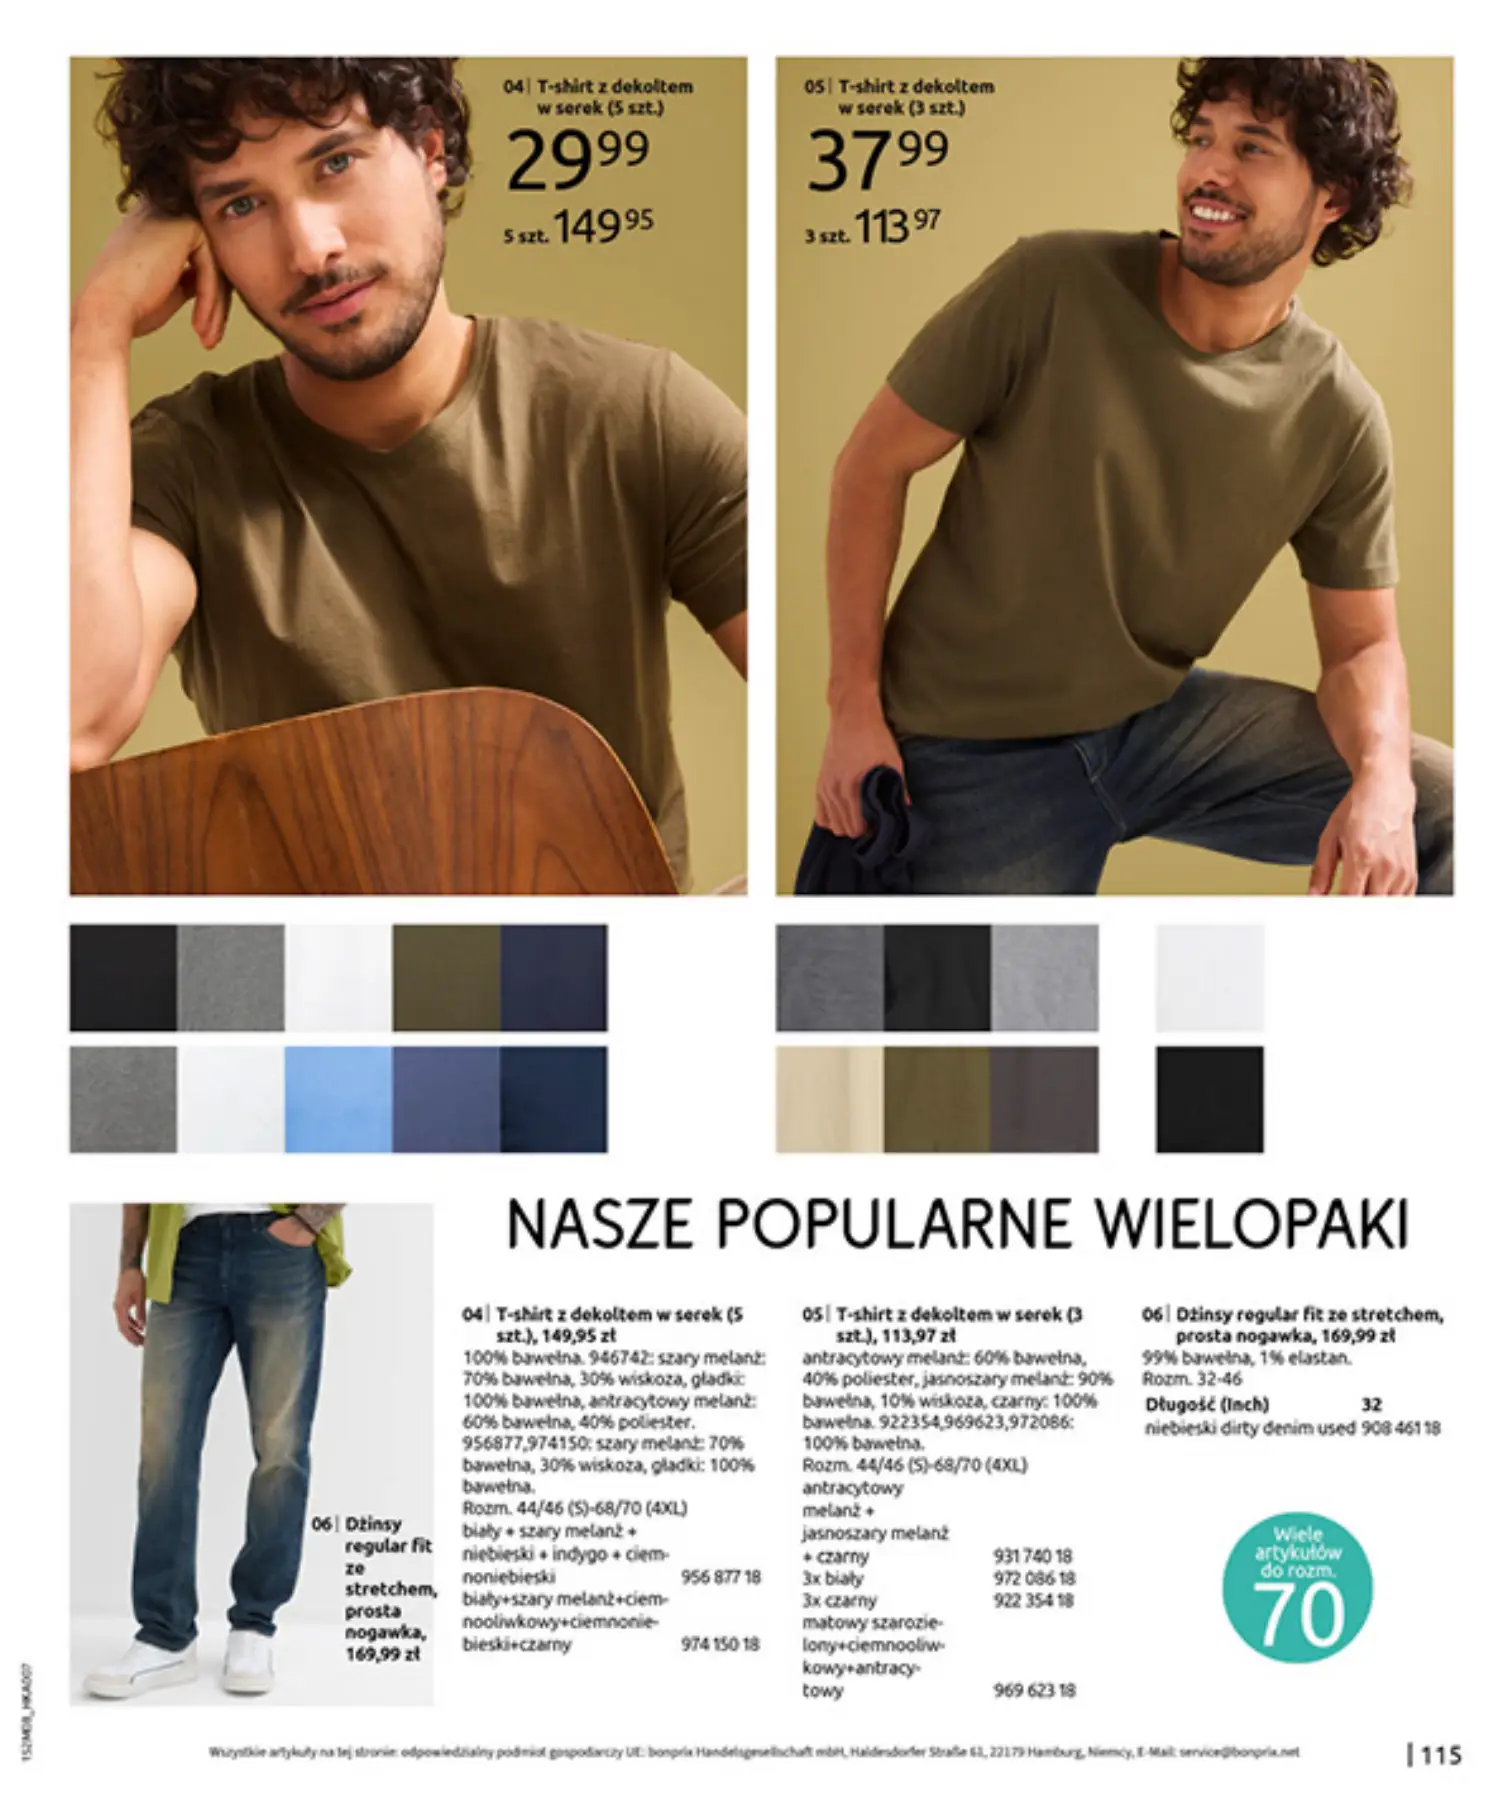 04| T-shirt z dekoltem
w serek (5 szt.)
29 99
5 szt. 149 95
05| T-shirt z dekoltem
w serek (3 szt.)
37 99
3 szt. 113 97
NASZE POPULARNE WIELOPAKI
06| Dżinsy
regular fit
ze
stretchem,
prosta
nogawka,
169,99 zł
04| T-shirt z dekoltem w serek (5
szt.), 149,95 zł
100% bawełna. 946742: szary melanż:
70% bawełna, 30% wiskoza, gładki:
100% bawełna, antracytowy melanż:
60% bawełna, 40% poliester.
956877,974150: szary melanż: 70%
bawełna, 30% wiskoza, gładki: 100%
bawełna.
Rozm. 44/46 (S)-68/70 (4XL)
biały + szary melanż +
niebieski + indygo + ciem-
noniebieski 956 877 18
biały+szary melanż+ciem-
nooliwkowy+ciemnonie-
bieski+czarny 974 150 18
05| T-shirt z dekoltem w serek (3
szt.), 113,97 zł
antracytowy melanż: 60% bawełna,
40% poliester, jasnoszary melanż: 90%
bawełna, 10% wiskoza, czarny: 100%
bawełna. 922354,969623,972086:
100% bawełna.
Rozm. 44/46 (S)-68/70 (4XL)
antracytowy
melanż +
jasnoszary melanż
+ czarny 931 740 18
3x biały 972 086 18
3x czarny 922 354 18
matowy szarozie-
lony+ciemnooliw-
kowy+antracy-
towy 969 623 18
06| Dżinsy regular fit ze stretchem,
prosta nogawka, 169,99 zł
99% bawełna, 1% elastan.
Rozm. 32-46
Długość (Inch) 32
niebieski dirty denim used 908 461 18
Wiele
artykułów
do rozm.
70
152M08_HKA007
Wszystkie artykuły na tej stronie: odpowiedzialny podmiot gospodarczy UE: bonprix Handelsgesellschaft mbH, Haldesdorfer Straße 61, 22179 Hamburg, Niemcy, E-Mail: service@bonprix.net
| 115